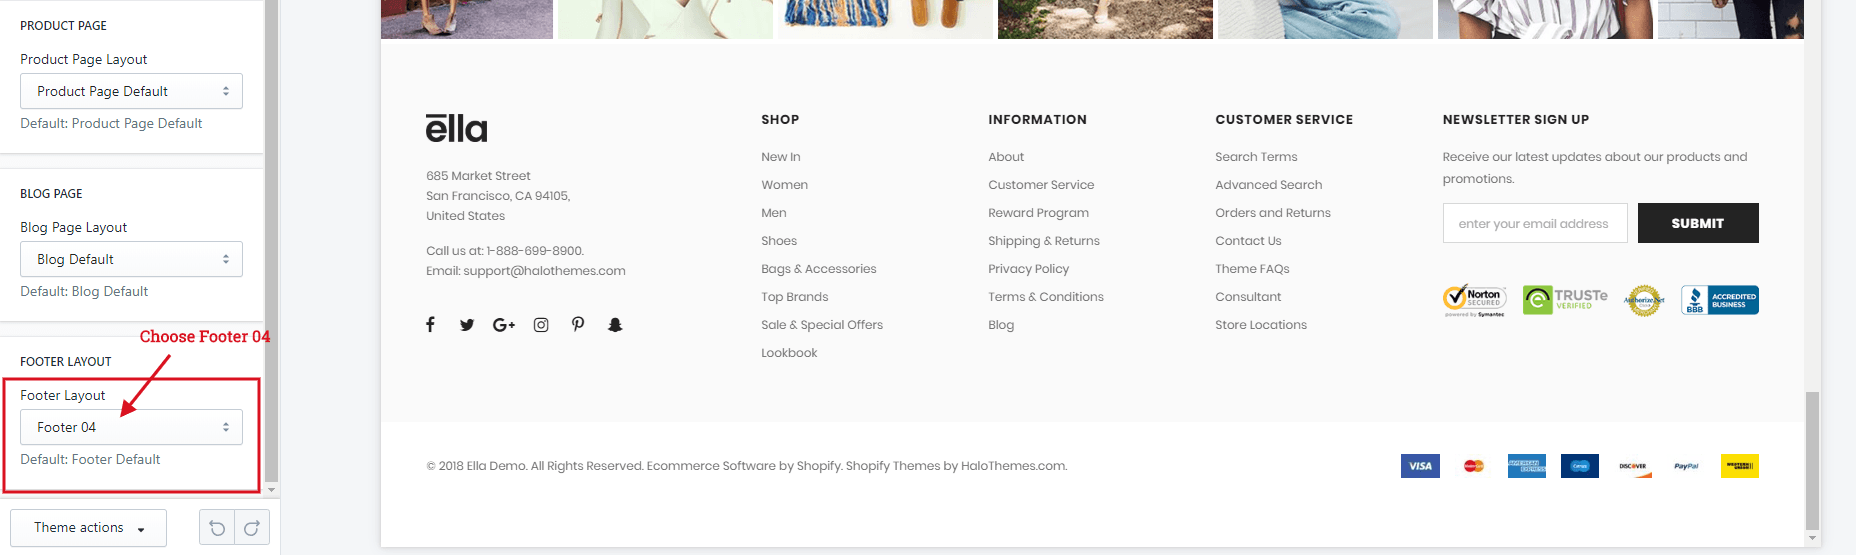 PRODUCT PAGE
Product Page Layout
Product Page Default
Default: Product Page Default
BLOG PAGE
Blog Page Layout
Blog Default
Default: Blog Default
Choose Footer 04
FOOTER LAYOUT
Footer Layout
Footer 04
Default: Footer Default
Theme actions
ella
685 Market Street
San Francisco, CA 94105,
United States
Call us at: 1-888-699-8900.
Email: support@halothemes.com
SHOP
New In
Women
Men
Shoes
Bags & Accessories
Top Brands
Sale & Special Offers
Lookbook
INFORMATION
About
Customer Service
Reward Program
Shipping & Returns
Privacy Policy
Terms & Conditions
Blog
CUSTOMER SERVICE
Search Terms
Advanced Search
Orders and Returns
Contact Us
Theme FAQs
Consultant
Store Locations
NEWSLETTER SIGN UP
Receive our latest updates about our products and
promotions.
enter your email address
SUBMIT
Norton
SECURED
powered by Symantec
TRUSTe
VERIFIED
Authorize.Net
BBB
ACCREDITED
BUSINESS
© 2018 Ella Demo. All Rights Reserved. Ecommerce Software by Shopify. Shopify Themes by HaloThemes.com.
VISA
MasterCard
AMERICAN EXPRESS
Cirrus
DISCOVER
PayPal
WESTERN UNION